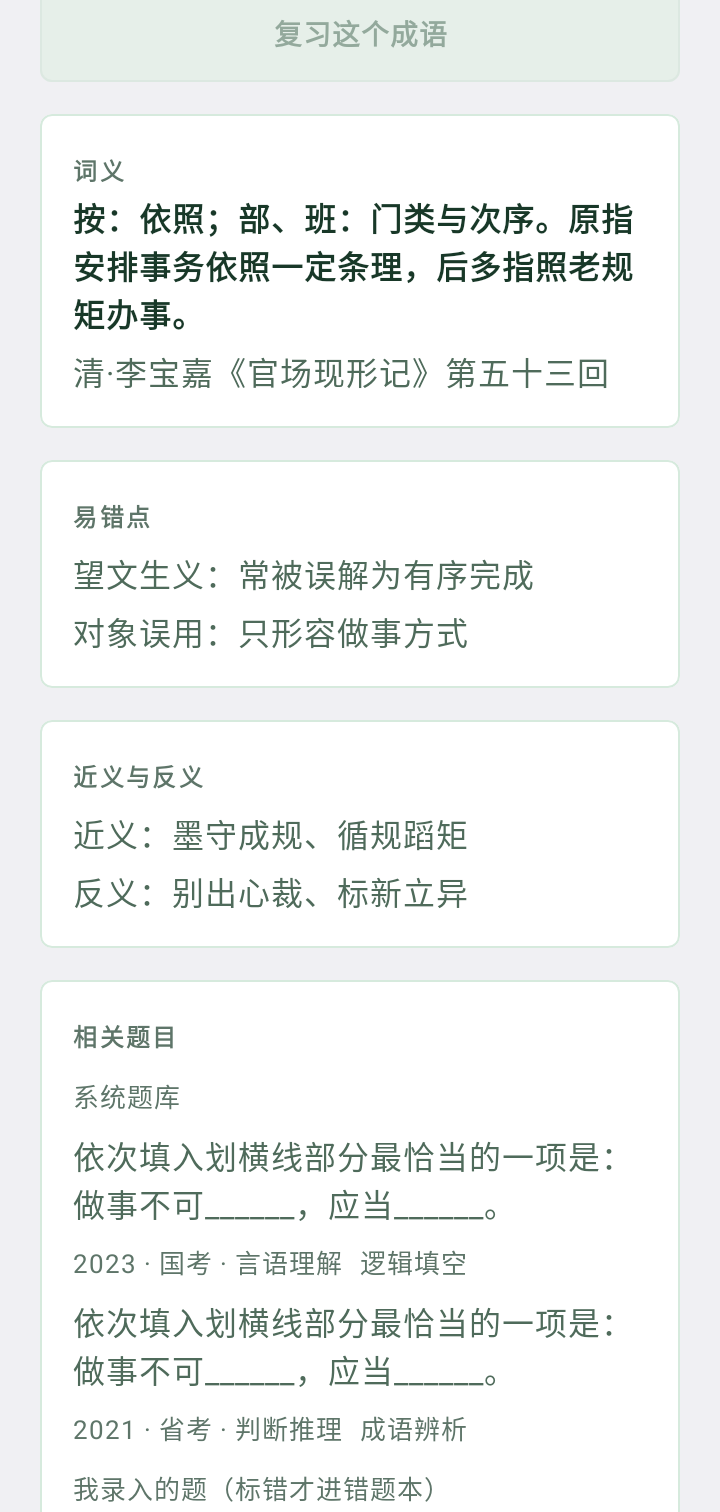 复习这个成语
词义
按：依照；部、班：门类与次序。原指
安排事务依照一定条理，后多指照老规
矩办事。
清·李宝嘉《官场现形记》第五十三回
易错点
望文生义：常被误解为有序完成
对象误用：只形容做事方式
近义与反义
近义：墨守成规、循规蹈矩
反义：别出心裁、标新立异
相关题目
系统题库
依次填入划横线部分最恰当的一项是：
做事不可______，应当______。
2023 · 国考 · 言语理解 逻辑填空
依次填入划横线部分最恰当的一项是：
做事不可______，应当______。
2021 · 省考 · 判断推理 成语辨析
我录入的题（标错才进错题本）